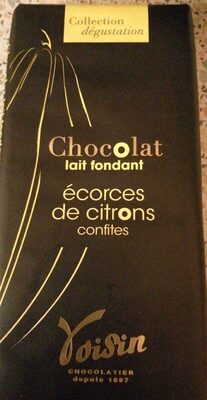 Collection
dégustation
Chocolat
lait fondant
écorces
de citrons
confites
Voisin
CHOCOLATIER
depuis 1897